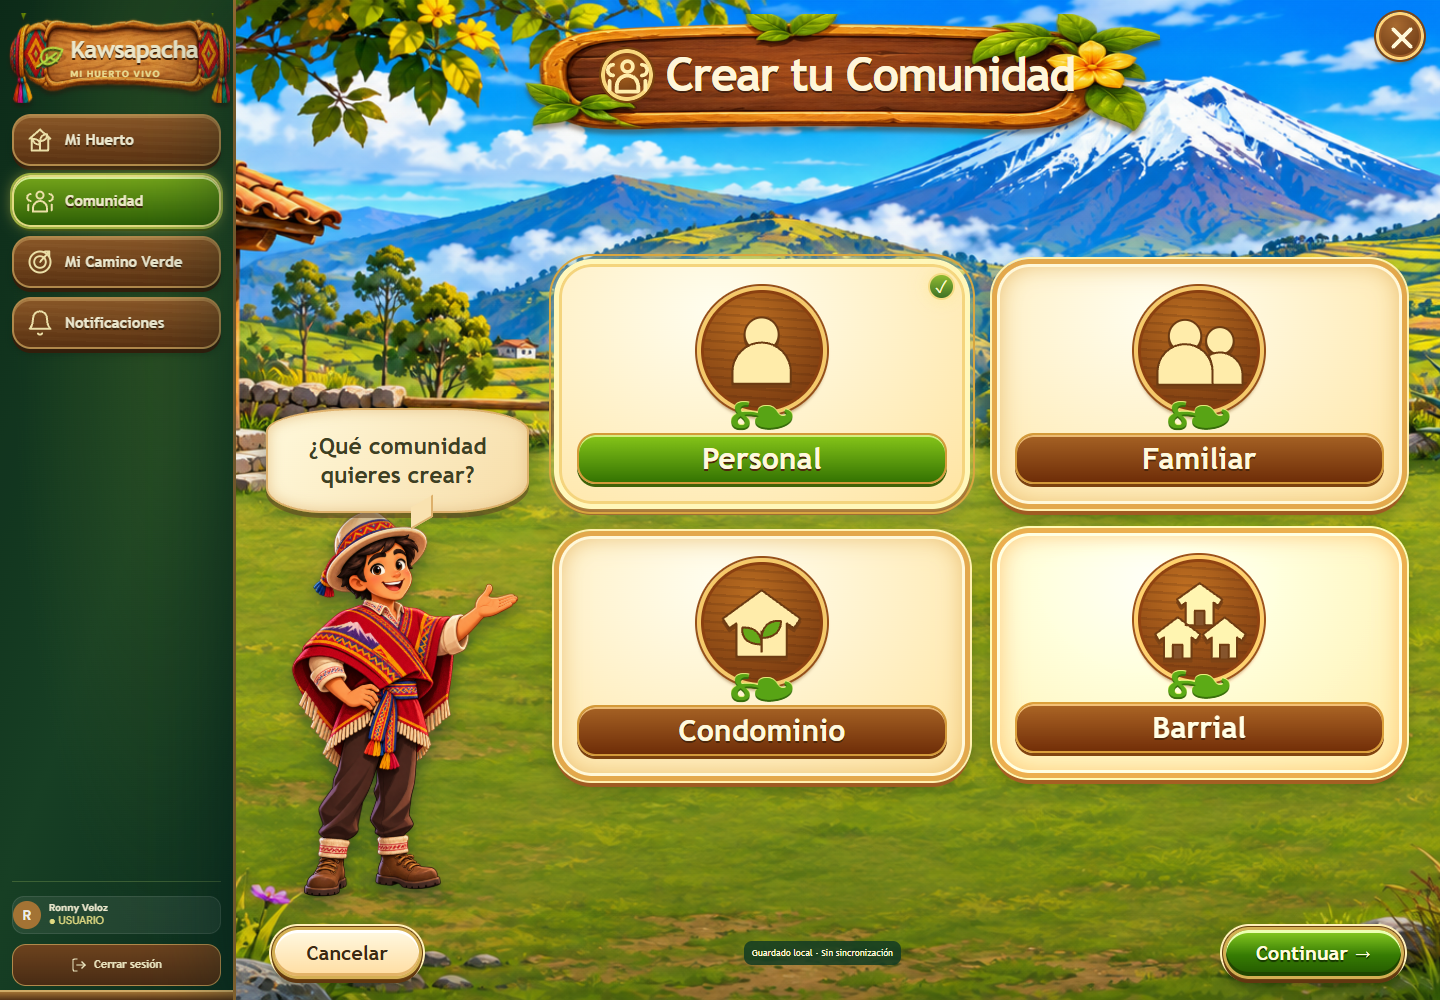 Kawsapacha
MI HUERTO VIVO
Mi Huerto
Comunidad
Mi Camino Verde
Notificaciones
Ronny Veloz
● USUARIO
R
Cerrar sesión
Crear tu Comunidad
¿Qué comunidad
quieres crear?
Personal
Familiar
Condominio
Barrial
Cancelar
Guardado local - Sin sincronización
Continuar →